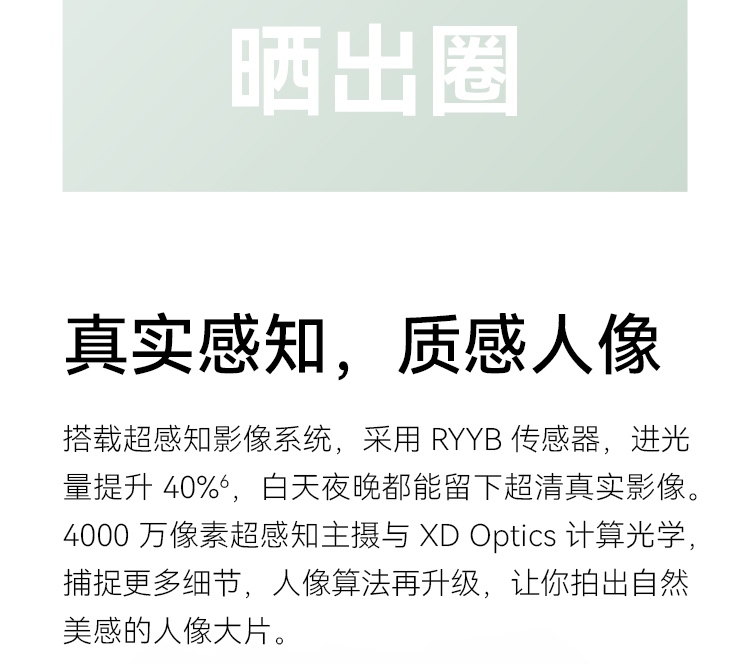 晒出圈
真实感知，质感人像
搭载超感知影像系统，采用 RYYB 传感器，进光
量提升 40%⁶，白天夜晚都能留下超清真实影像。
4000 万像素超感知主摄与 XD Optics 计算光学，
捕捉更多细节，人像算法再升级，让你拍出自然
美感的人像大片。